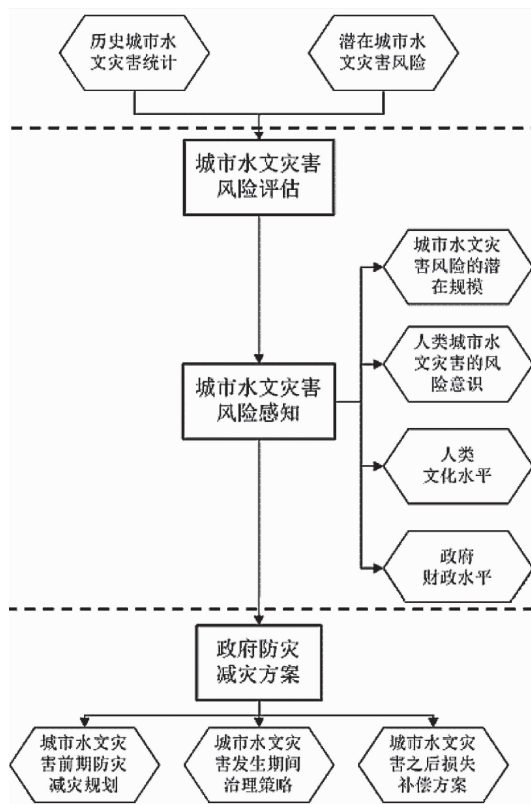 历史城市水
文灾害统计
潜在城市水
文灾害风险
城市水文灾害
风险评估
城市水文灾
害风险的潜
在规模
人类城市水
文灾害的风
险意识
城市水文灾害
风险感知
人类
文化水平
政府
财政水平
政府防灾
减灾方案
城市水文灾
害前期防灾
减灾规划
城市水文灾
害发生期间
治理策略
城市水文灾
害之后损失
补偿方案